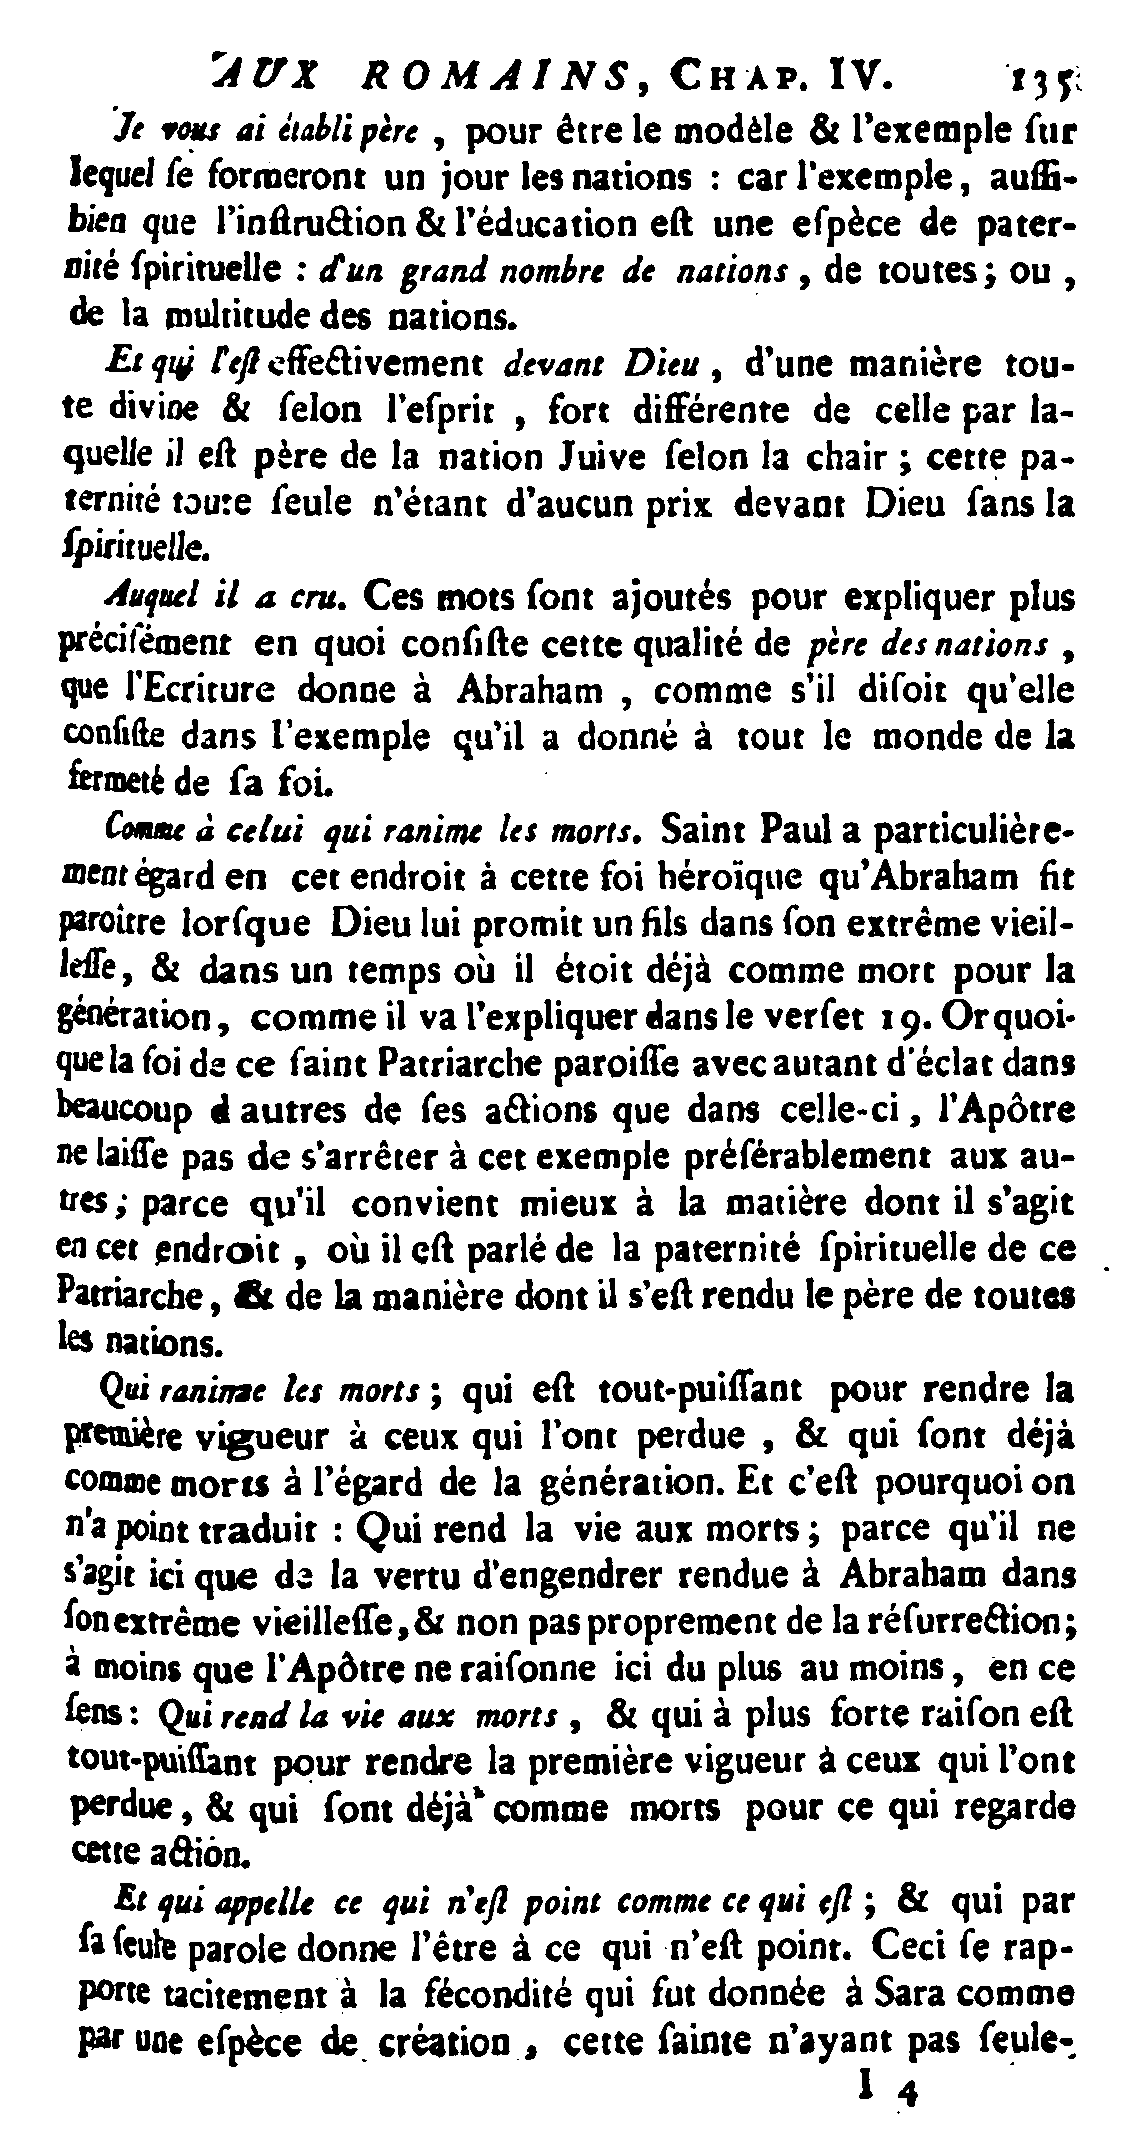 AUX ROMAINS, CHAP. IV. 135
Je vous ai établi père, pour être le modèle & l'exemple ſur
lequel ſe formeront un jour les nations : car l'exemple, auſſi-
bien que l'inſtruction & l'éducation eſt une eſpèce de pater-
nité ſpirituelle : d'un grand nombre de nations, de toutes ; ou,
de la multitude des nations.
Et qui l'eſt effectivement devant Dieu, d'une manière tou-
te divine & ſelon l'eſprit, fort différente de celle par la-
quelle il eſt père de la nation Juive ſelon la chair ; cette pa-
ternité toute ſeule n'étant d'aucun prix devant Dieu ſans la
ſpirituelle.
Auquel il a cru. Ces mots ſont ajoutés pour expliquer plus
préciſément en quoi conſiſte cette qualité de père des nations,
que l'Ecriture donne à Abraham, comme s'il diſoit qu'elle
conſiſte dans l'exemple qu'il a donné à tout le monde de la
fermeté de ſa foi.
Comme à celui qui ranime les morts. Saint Paul a particulière-
ment égard en cet endroit à cette foi héroïque qu'Abraham fit
paroître lorſque Dieu lui promit un fils dans ſon extrême vieil-
leſſe, & dans un temps où il étoit déjà comme mort pour la
génération, comme il va l'expliquer dans le verſet 19. Or quoi-
que la foi de ce ſaint Patriarche paroiſſe avec autant d'éclat dans
beaucoup d autres de ſes actions que dans celle-ci, l'Apôtre
ne laiſſe pas de s'arrêter à cet exemple préférablement aux au-
tres ; parce qu'il convient mieux à la matière dont il s'agit
en cet endroit, où il eſt parlé de la paternité ſpirituelle de ce
Patriarche, & de la manière dont il s'eſt rendu le père de toutes
les nations.
Qui ranime les morts ; qui eſt tout-puiſſant pour rendre la
première vigueur à ceux qui l'ont perdue, & qui ſont déjà
comme morts à l'égard de la génération. Et c'eſt pourquoi on
n'a point traduit : Qui rend la vie aux morts ; parce qu'il ne
s'agit ici que de la vertu d'engendrer rendue à Abraham dans
ſon extrême vieilleſſe, & non pas proprement de la réſurrection ;
à moins que l'Apôtre ne raiſonne ici du plus au moins, en ce
ſens : Qui rend la vie aux morts, & qui à plus forte raiſon eſt
tout-puiſſant pour rendre la première vigueur à ceux qui l'ont
perdue, & qui ſont déjà comme morts pour ce qui regarde
cette action.
Et qui appelle ce qui n'eſt point comme ce qui eſt ; & qui par
ſa ſeule parole donne l'être à ce qui n'eſt point. Ceci ſe rap-
porte tacitement à la fécondité qui fut donnée à Sara comme
par une eſpèce de création, cette ſainte n'ayant pas ſeule-
I 4